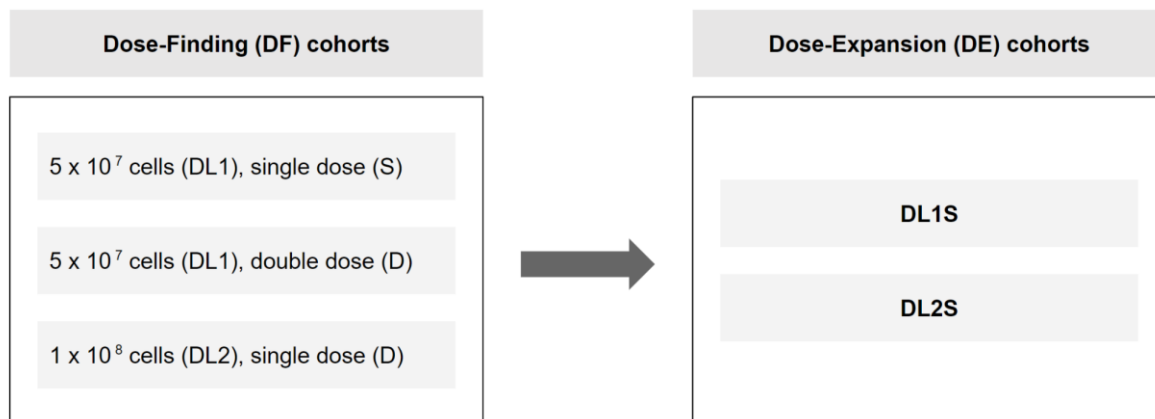 Dose-Finding (DF) cohorts
5 x 10⁷ cells (DL1), single dose (S)
5 x 10⁷ cells (DL1), double dose (D)
1 x 10⁸ cells (DL2), single dose (D)
Dose-Expansion (DE) cohorts
DL1S
DL2S